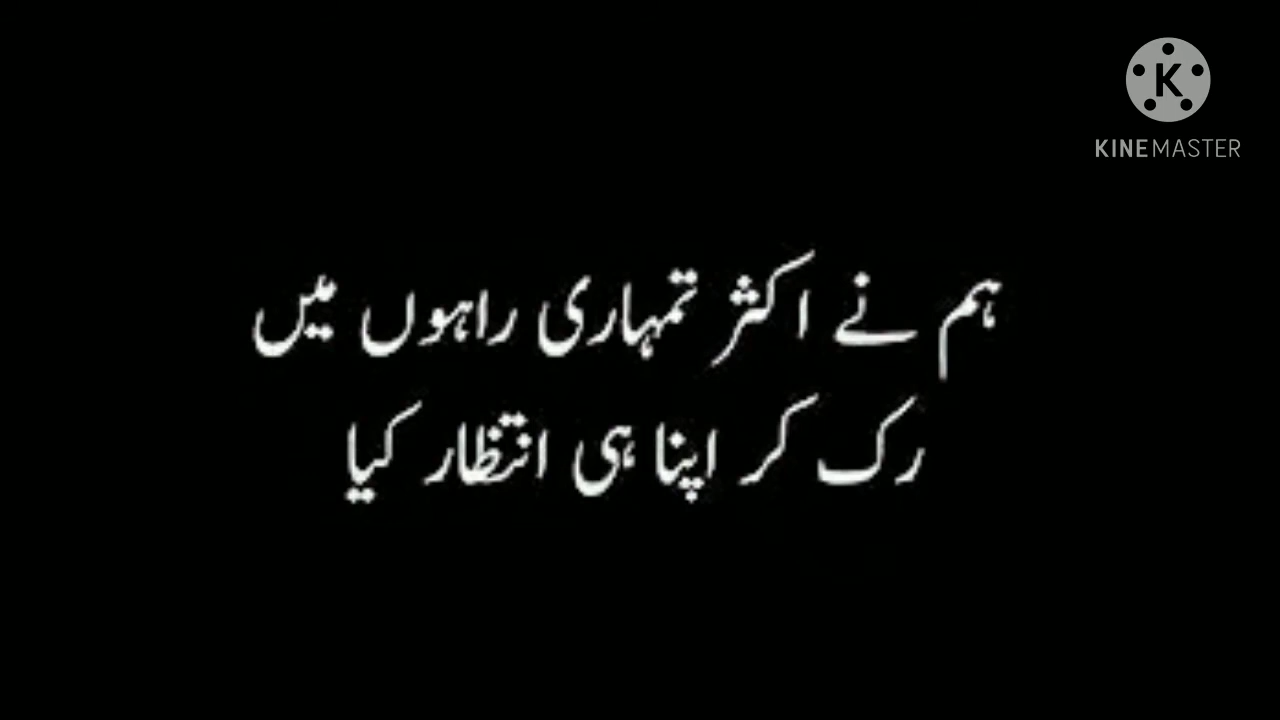 KINEMASTER
ہم نے اکثر تمہاری راہوں میں
رک کر اپنا ہی انتظار کیا